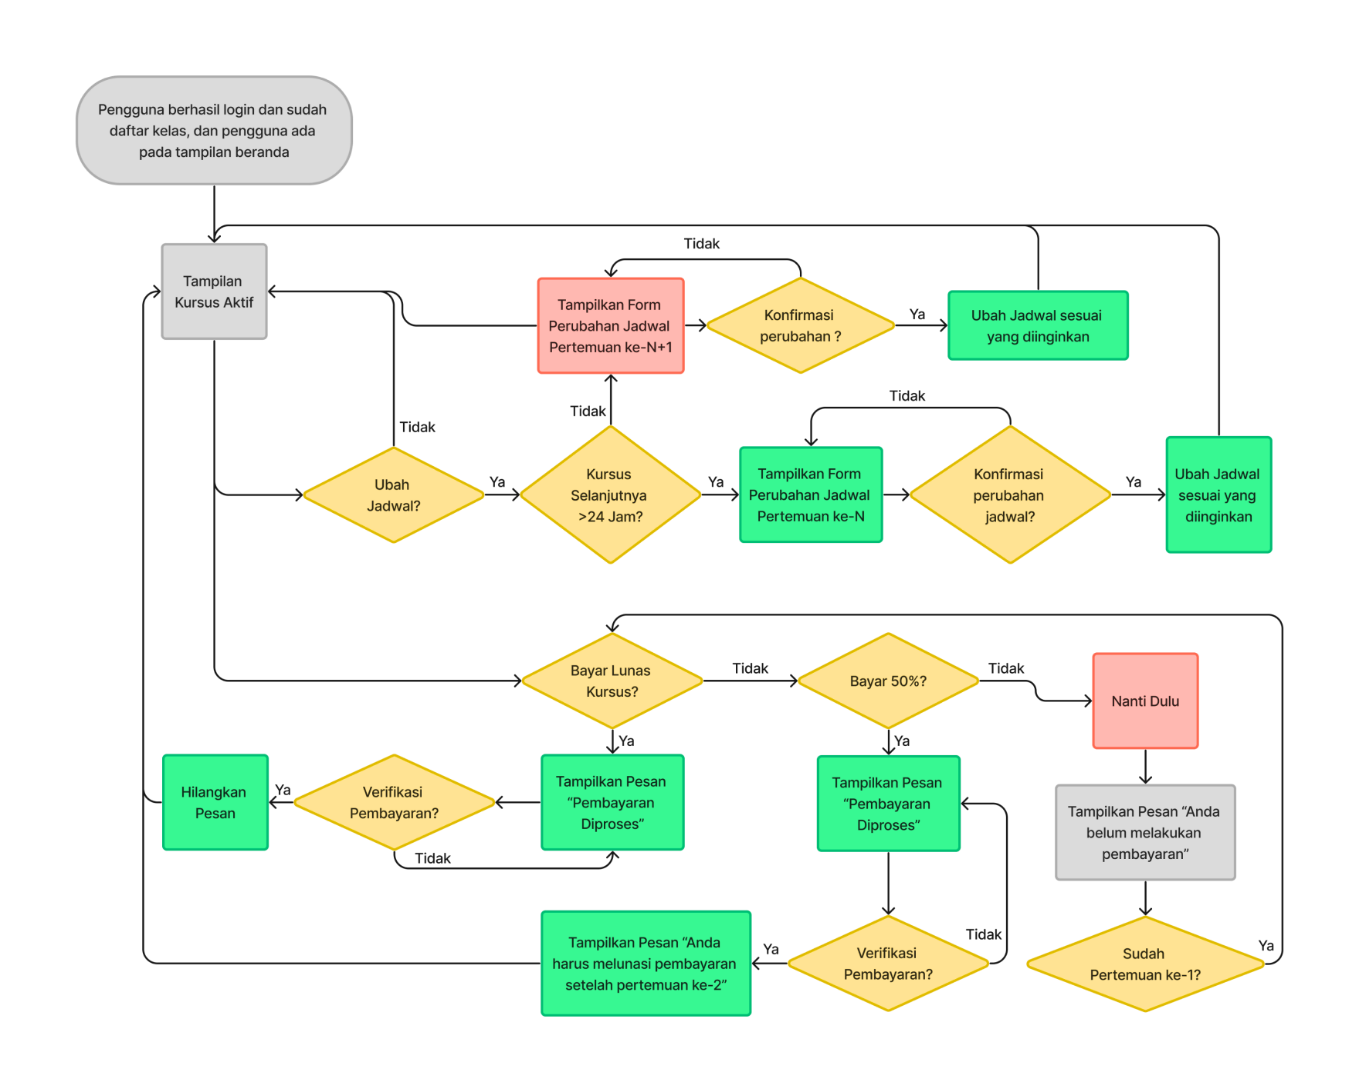 Pengguna berhasil login dan sudah
daftar kelas, dan pengguna ada
pada tampilan beranda
Tampilan
Kursus Aktif
Tidak
Tampilkan Form
Perubahan Jadwal
Pertemuan ke-N+1
Konfirmasi
perubahan ?
Ya
Ubah Jadwal sesuai
yang diinginkan
Tidak
Tidak
Tidak
Ubah
Jadwal?
Ya
Kursus
Selanjutnya
>24 Jam?
Ya
Tampilkan Form
Perubahan Jadwal
Pertemuan ke-N
Konfirmasi
perubahan
jadwal?
Ya
Ubah Jadwal
sesuai yang
diinginkan
Bayar Lunas
Kursus?
Tidak
Bayar 50%?
Tidak
Nanti Dulu
Ya
Ya
Hilangkan
Pesan
Ya
Verifikasi
Pembayaran?
Tidak
Tampilkan Pesan
“Pembayaran
Diproses”
Tampilkan Pesan
“Pembayaran
Diproses”
Tampilkan Pesan “Anda
belum melakukan
pembayaran”
Tampilkan Pesan “Anda
harus melunasi pembayaran
setelah pertemuan ke-2”
Ya
Verifikasi
Pembayaran?
Tidak
Sudah
Pertemuan ke-1?
Ya